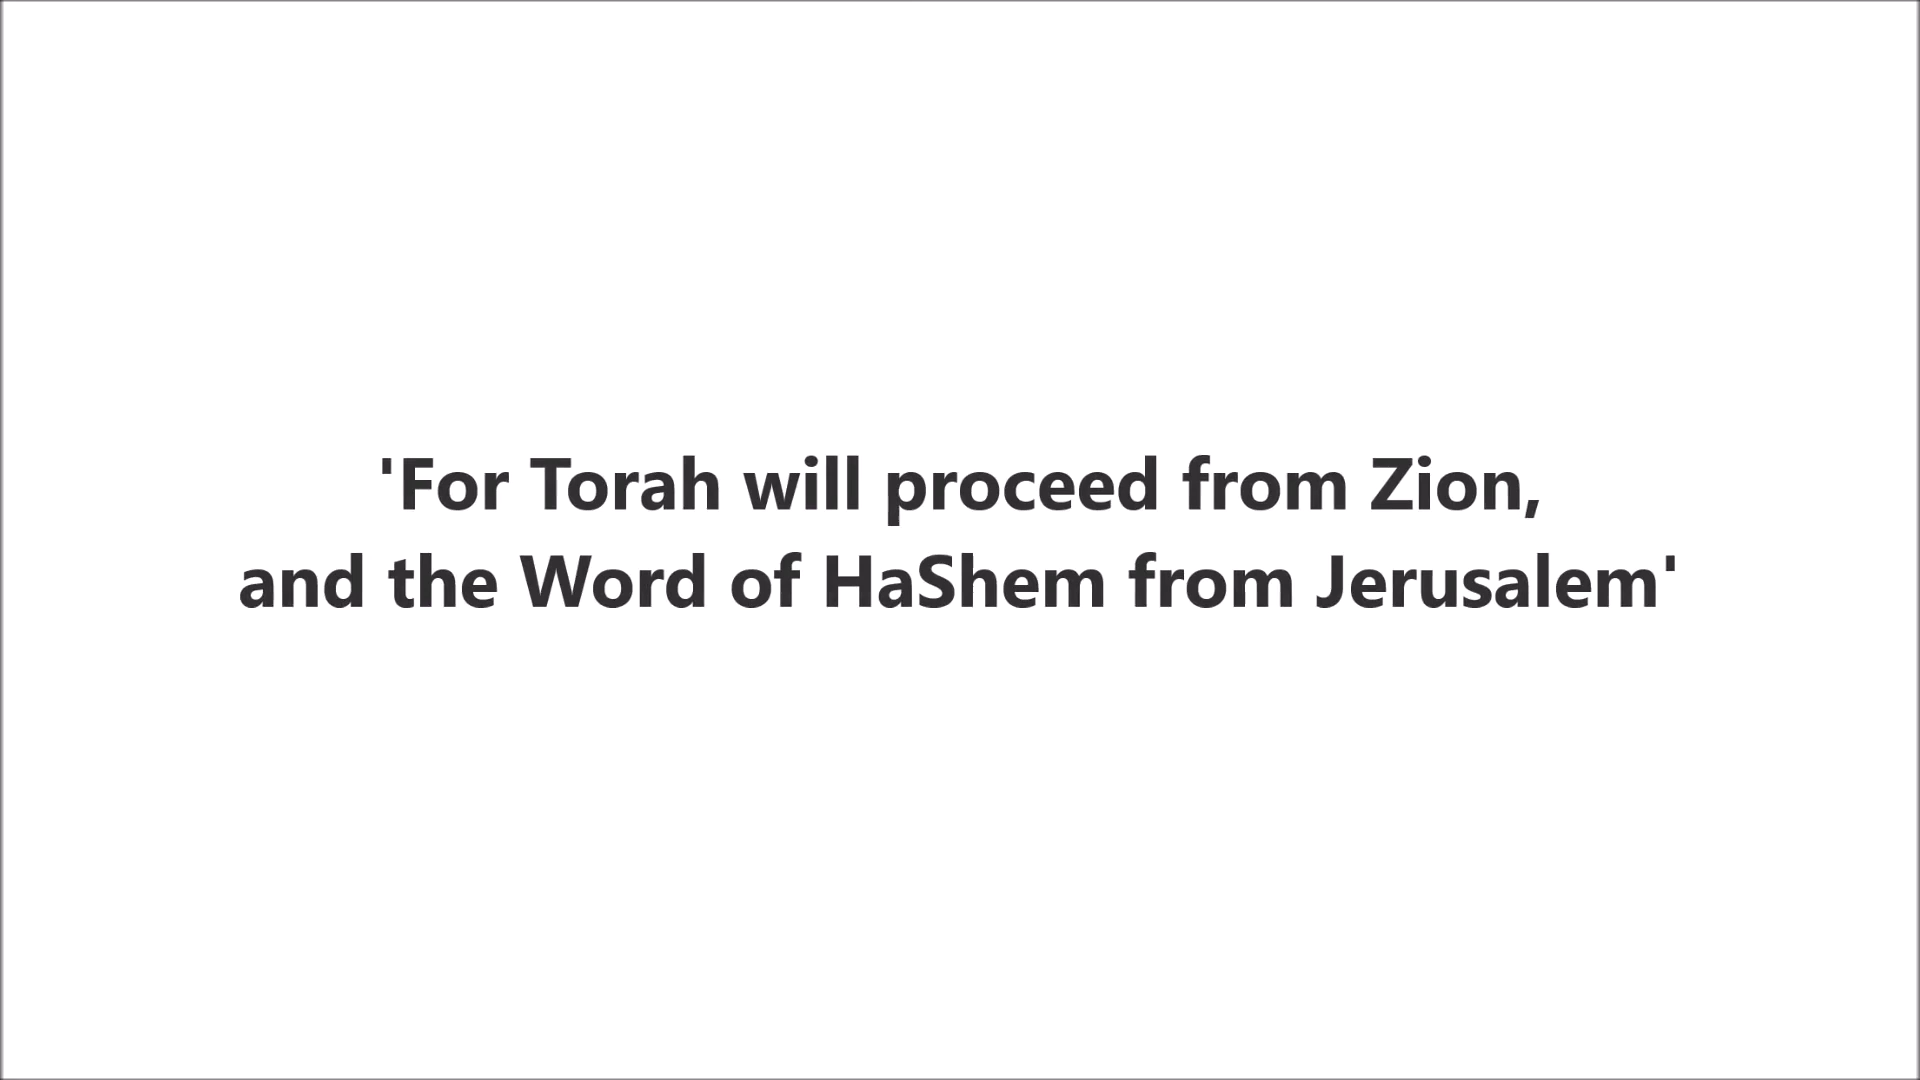 'For Torah will proceed from Zion,
and the Word of HaShem from Jerusalem'